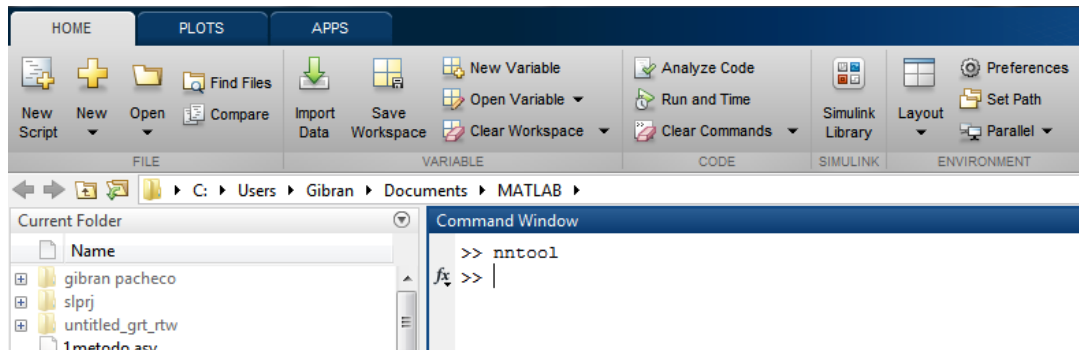 HOME PLOTS APPS
New Script
New
Open
Find Files
Compare
FILE
Import Data
Save Workspace
New Variable
Open Variable
Clear Workspace
VARIABLE
Analyze Code
Run and Time
Clear Commands
CODE
Simulink Library
SIMULINK
Layout
Preferences
Set Path
Parallel
ENVIRONMENT
C: Users Gibran Documents MATLAB
Current Folder
Name
gibran pacheco
slprj
untitled_grt_rtw
1metodo.asv
Command Window
>> nntool
fx >>